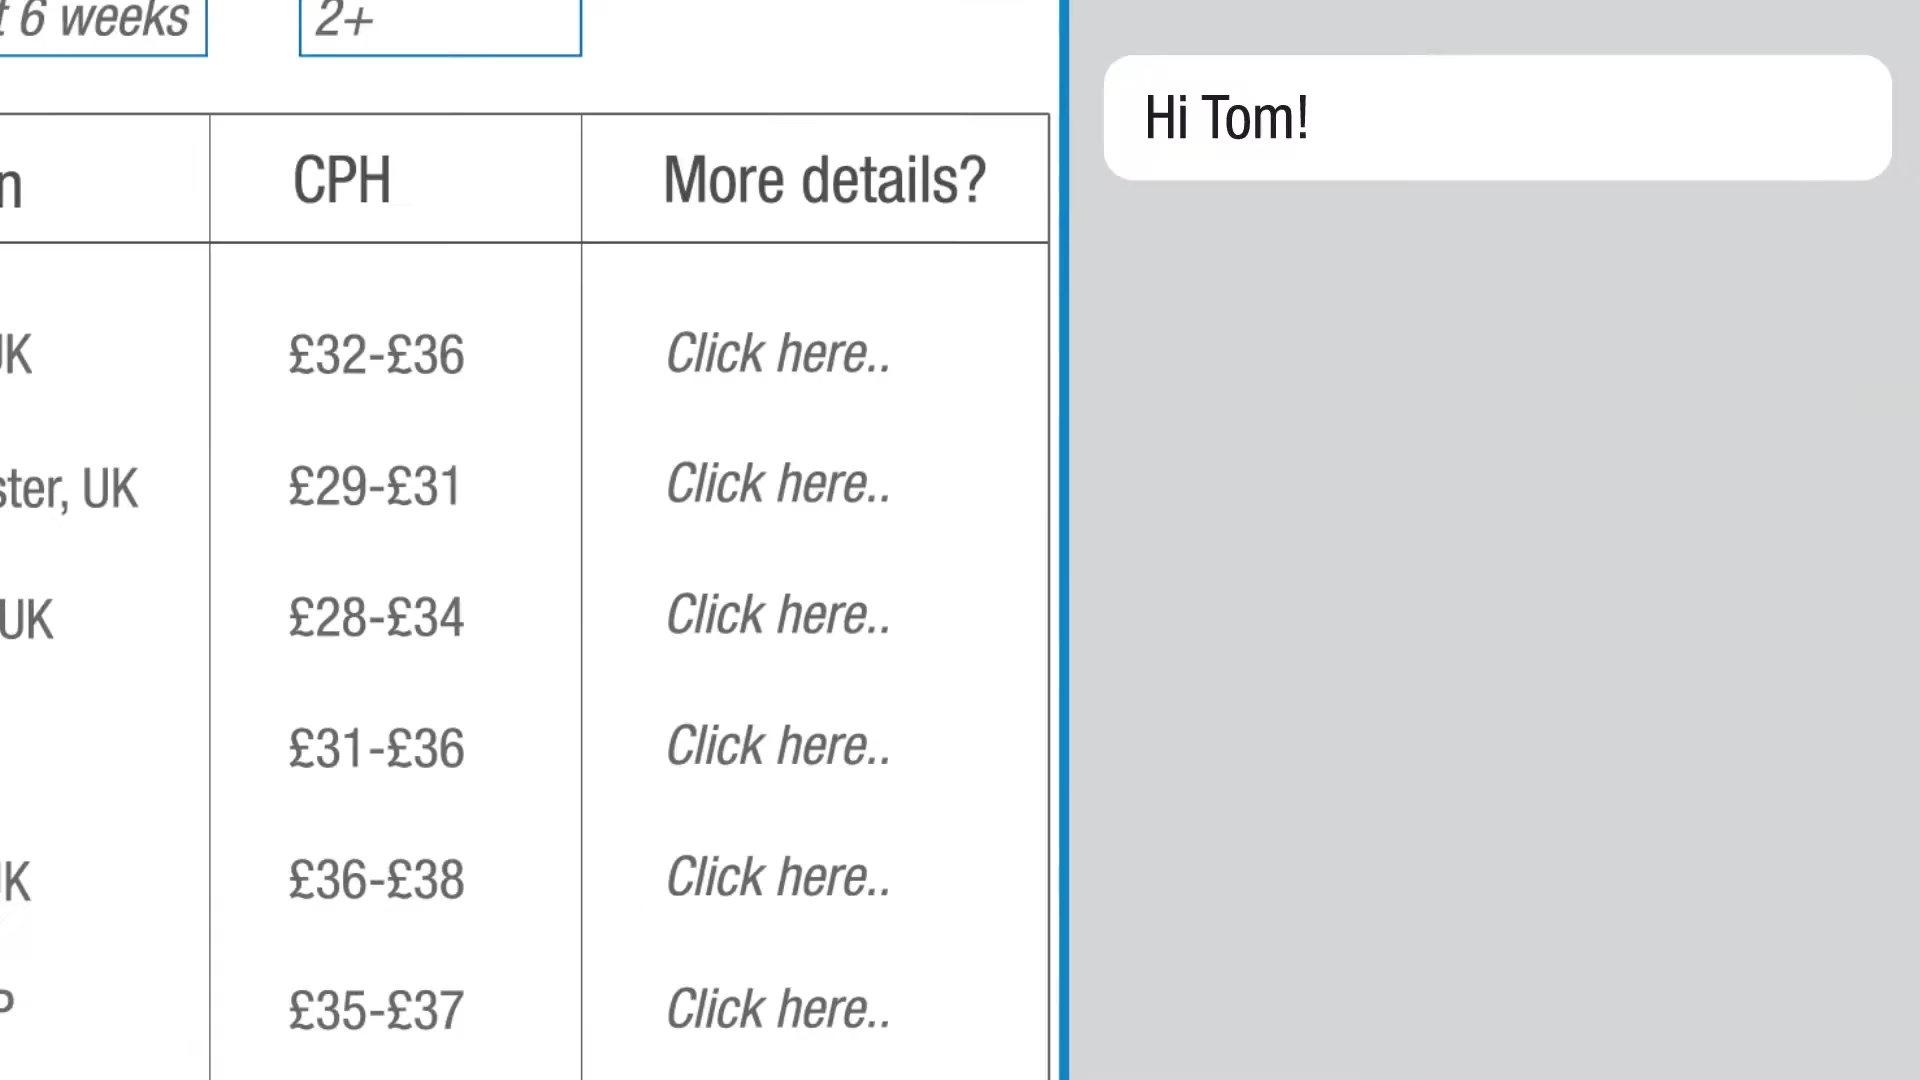 6 weeks 2+
CPH More details?
UK £32-£36 Click here..
ster, UK £29-£31 Click here..
UK £28-£34 Click here..
£31-£36 Click here..
UK £36-£38 Click here..
£35-£37 Click here..
Hi Tom!